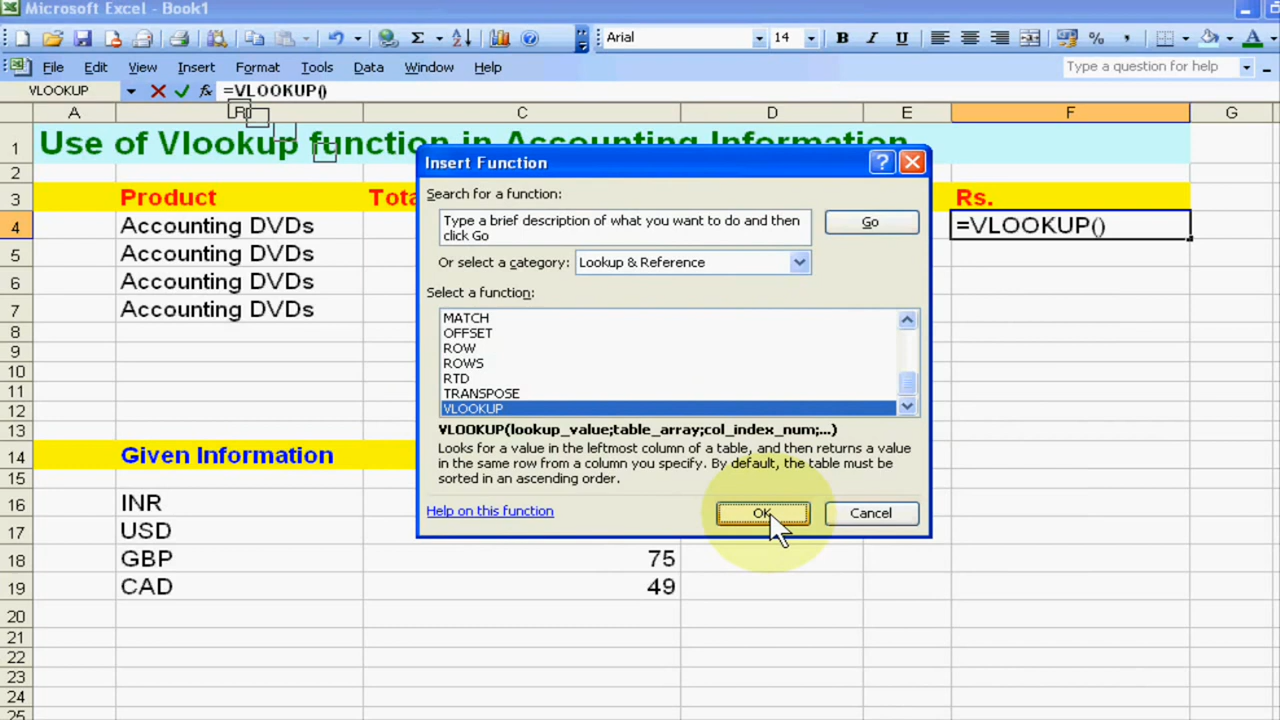 Microsoft Excel - Book1
Arial 14 B I U
File Edit View Insert Format Tools Data Window Help Type a question for help
VLOOKUP =VLOOKUP()
A C D E F G
1 Use of Vlookup function in Accounting Information
2
3 Product Rs.
4 Accounting DVDs =VLOOKUP()
5 Accounting DVDs
6 Accounting DVDs
7 Accounting DVDs
8
9
10
11
12
13
14 Given Information
15
16 INR
17 USD
18 GBP 75
19 CAD 49
20
21
22
23
24
25
Insert Function
Search for a function:
Type a brief description of what you want to do and then
click Go
Go
Or select a category: Lookup & Reference
Select a function:
MATCH
OFFSET
ROW
ROWS
RTD
TRANSPOSE
VLOOKUP
VLOOKUP(lookup_value;table_array;col_index_num;...)
Looks for a value in the leftmost column of a table, and then returns a value
in the same row from a column you specify. By default, the table must be
sorted in an ascending order.
Help on this function OK Cancel